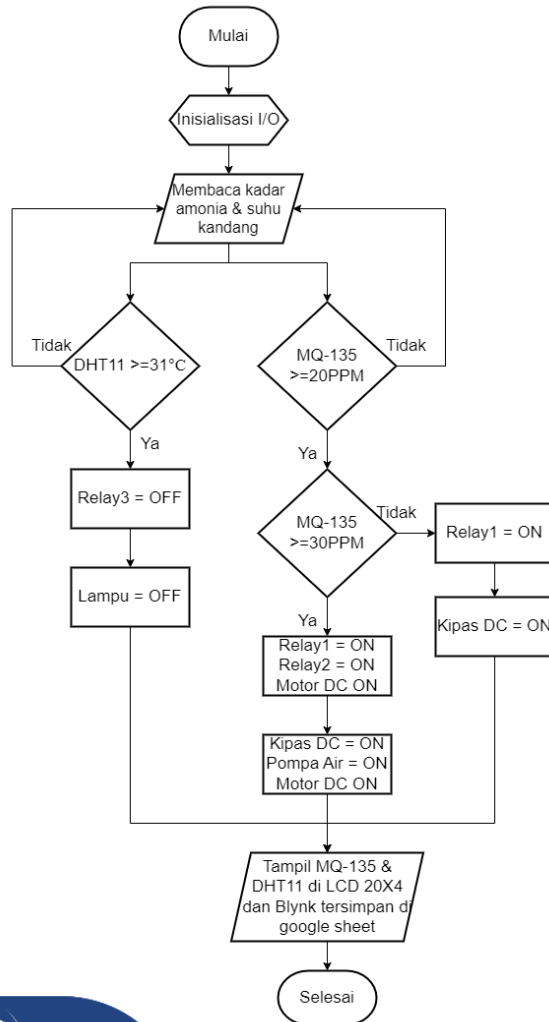 Mulai
Inisialisasi I/O
Membaca kadar
amonia & suhu
kandang
Tidak
DHT11 >=31°C
Ya
Relay3 = OFF
Lampu = OFF
MQ-135
>=20PPM
Tidak
Ya
MQ-135
>=30PPM
Tidak
Relay1 = ON
Kipas DC = ON
Ya
Relay1 = ON
Relay2 = ON
Motor DC ON
Kipas DC = ON
Pompa Air = ON
Motor DC ON
Tampil MQ-135 &
DHT11 di LCD 20X4
dan Blynk tersimpan di
google sheet
Selesai